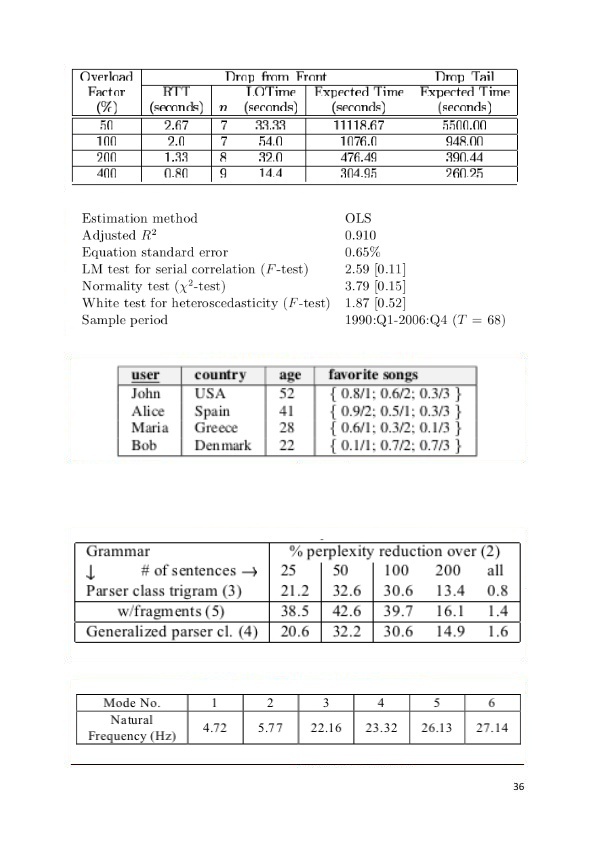 Overload Drop from Front Drop Tail
Factor RTT LOTime Expected Time Expected Time
(%) (seconds) n (seconds) (seconds) (seconds)
50 2.67 7 33.33 11118.67 5500.00
100 2.0 7 54.0 1076.0 948.00
200 1.33 8 32.0 476.49 390.44
400 0.80 9 14.4 304.95 260.25
Estimation method OLS
Adjusted R² 0.910
Equation standard error 0.65%
LM test for serial correlation (F-test) 2.59 [0.11]
Normality test (χ²-test) 3.79 [0.15]
White test for heteroscedasticity (F-test) 1.87 [0.52]
Sample period 1990:Q1-2006:Q4 (T = 68)
user country age favorite songs
John USA 52 { 0.8/1; 0.6/2; 0.3/3 }
Alice Spain 41 { 0.9/2; 0.5/1; 0.3/3 }
Maria Greece 28 { 0.6/1; 0.3/2; 0.1/3 }
Bob Denmark 22 { 0.1/1; 0.7/2; 0.7/3 }
Grammar % perplexity reduction over (2)
↓ # of sentences → 25 50 100 200 all
Parser class trigram (3) 21.2 32.6 30.6 13.4 0.8
w/fragments (5) 38.5 42.6 39.7 16.1 1.4
Generalized parser cl. (4) 20.6 32.2 30.6 14.9 1.6
Mode No. 1 2 3 4 5 6
Natural
Frequency (Hz) 4.72 5.77 22.16 23.32 26.13 27.14
36